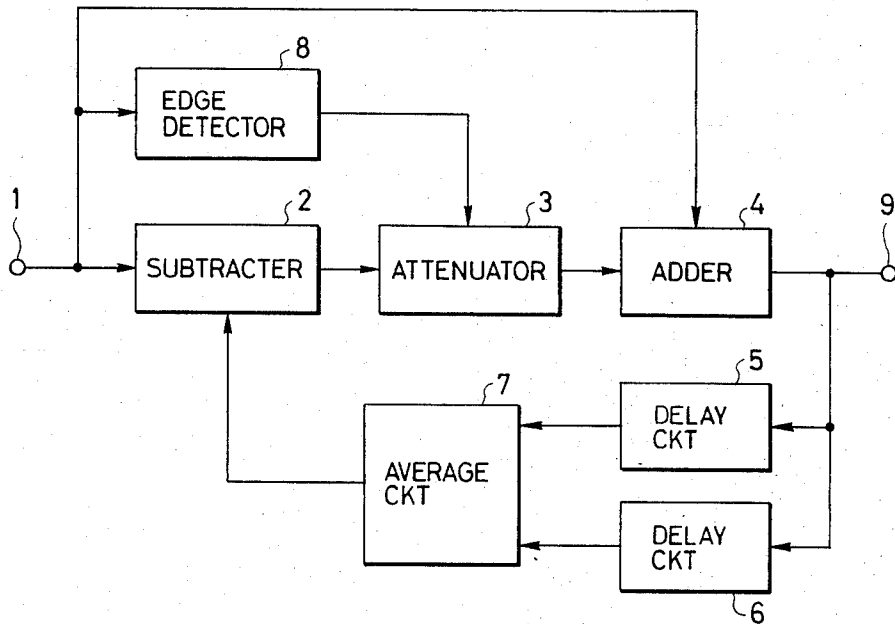 8
EDGE
DETECTOR
1
2
3
4
9
SUBTRACTER
ATTENUATOR
ADDER
5
7
DELAY
CKT
AVERAGE
CKT
DELAY
CKT
6